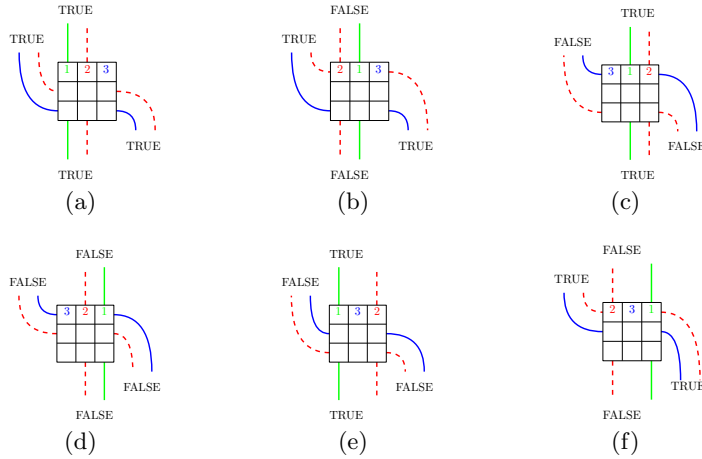 TRUE
TRUE
1 2 3
TRUE
TRUE
(a)
FALSE
TRUE
2 1 3
TRUE
FALSE
(b)
TRUE
FALSE
3 1 2
FALSE
TRUE
(c)
FALSE
FALSE
3 2 1
FALSE
FALSE
(d)
TRUE
FALSE
1 3 2
FALSE
TRUE
(e)
FALSE
TRUE
2 3 1
TRUE
FALSE
(f)